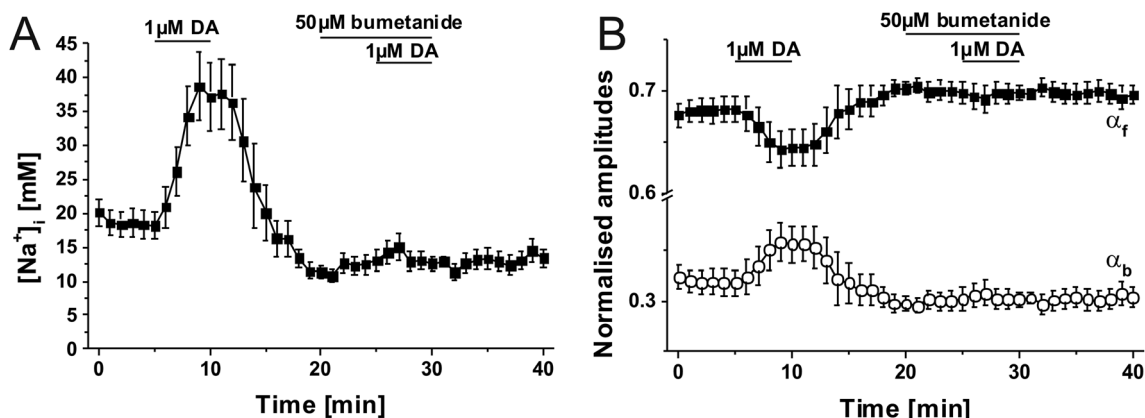 A
1µM DA
50µM bumetanide
1µM DA
45
40
35
30
25
20
15
10
5
0
[Na⁺]ᵢ [mM]
0
10
20
30
40
Time [min]
B
50µM bumetanide
1µM DA
1µM DA
0.7
αf
0.6
αb
0.3
Normalised amplitudes
0
10
20
30
40
Time [min]